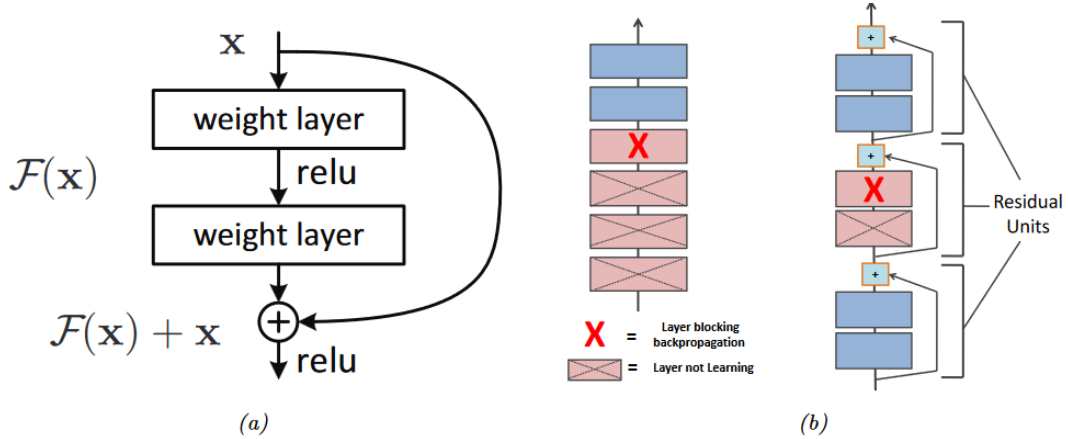 x
weight layer
F(x)
relu
weight layer
F(x) + x
+
relu
(a)
X
X = Layer blocking
backpropagation
= Layer not Learning
+
+
X
+
Residual
Units
(b)